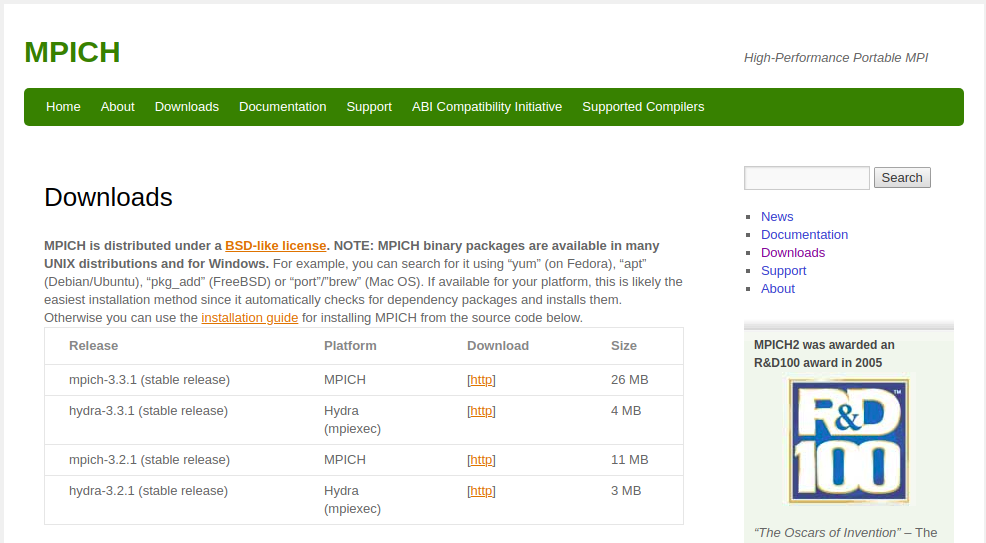 MPICH
High-Performance Portable MPI
Home About Downloads Documentation Support ABI Compatibility Initiative Supported Compilers
Downloads
MPICH is distributed under a BSD-like license. NOTE: MPICH binary packages are available in many
UNIX distributions and for Windows. For example, you can search for it using “yum” (on Fedora), “apt”
(Debian/Ubuntu), “pkg_add” (FreeBSD) or “port”/”brew” (Mac OS). If available for your platform, this is likely the
easiest installation method since it automatically checks for dependency packages and installs them.
Otherwise you can use the installation guide for installing MPICH from the source code below.
Release Platform Download Size
mpich-3.3.1 (stable release) MPICH [http] 26 MB
hydra-3.3.1 (stable release) Hydra [http] 4 MB
(mpiexec)
mpich-3.2.1 (stable release) MPICH [http] 11 MB
hydra-3.2.1 (stable release) Hydra [http] 3 MB
(mpiexec)
Search
News
Documentation
Downloads
Support
About
MPICH2 was awarded an
R&D100 award in 2005
R&D™
100
“The Oscars of Invention” – The